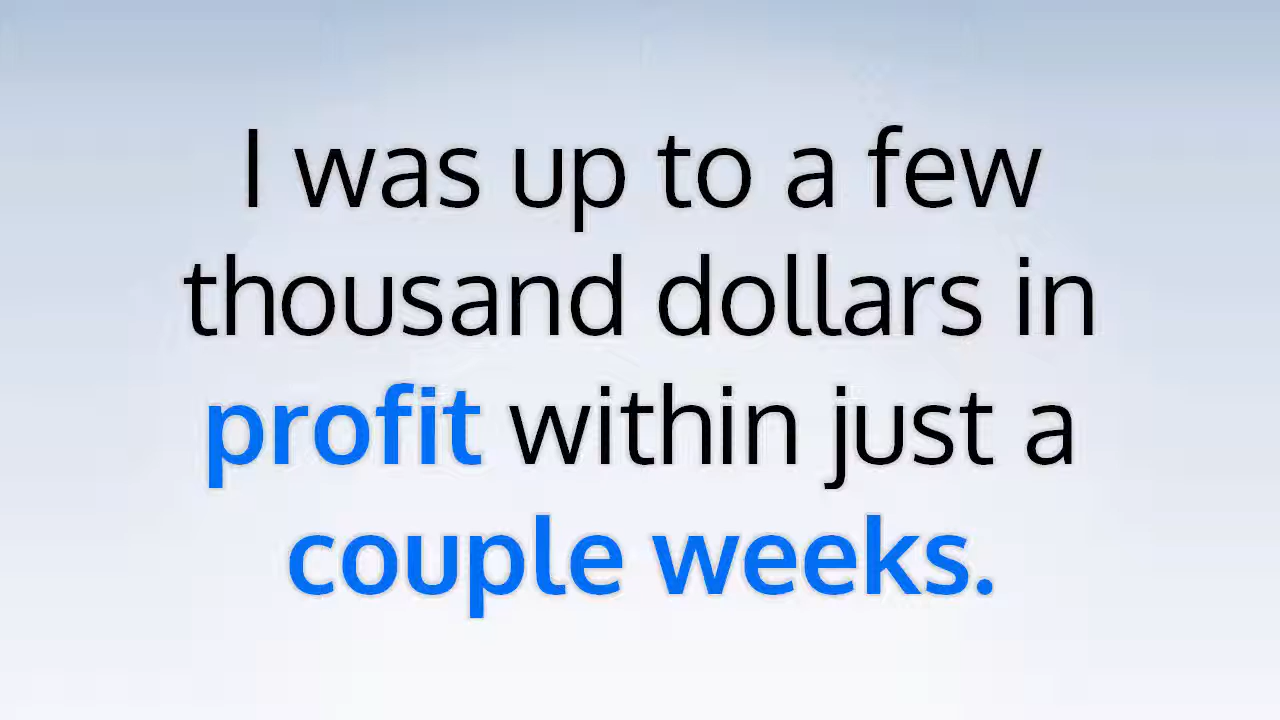 I was up to a few
thousand dollars in
profit within just a
couple weeks.